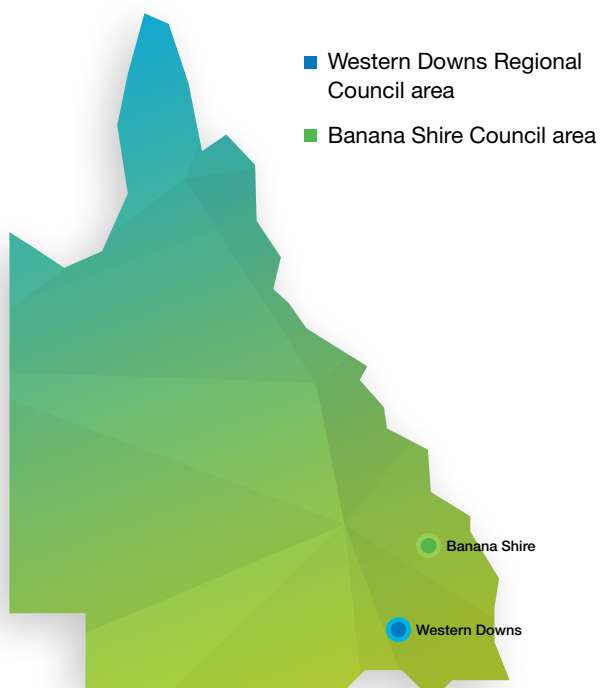 Western Downs Regional
Council area
Banana Shire Council area
Banana Shire
Western Downs